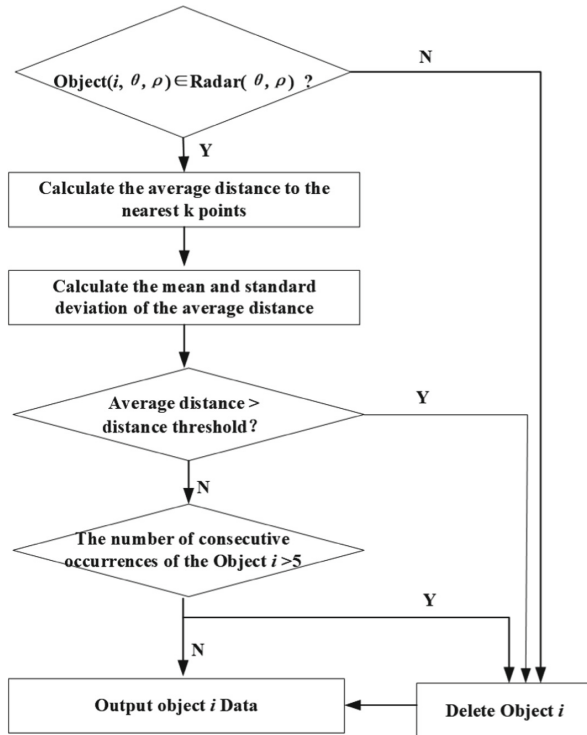 Object(i, θ, ρ)∈Radar( θ, ρ) ?
N
Y
Calculate the average distance to the
nearest k points
Calculate the mean and standard
deviation of the average distance
Average distance >
distance threshold?
Y
N
The number of consecutive
occurrences of the Object i >5
Y
N
Output object i Data
Delete Object i